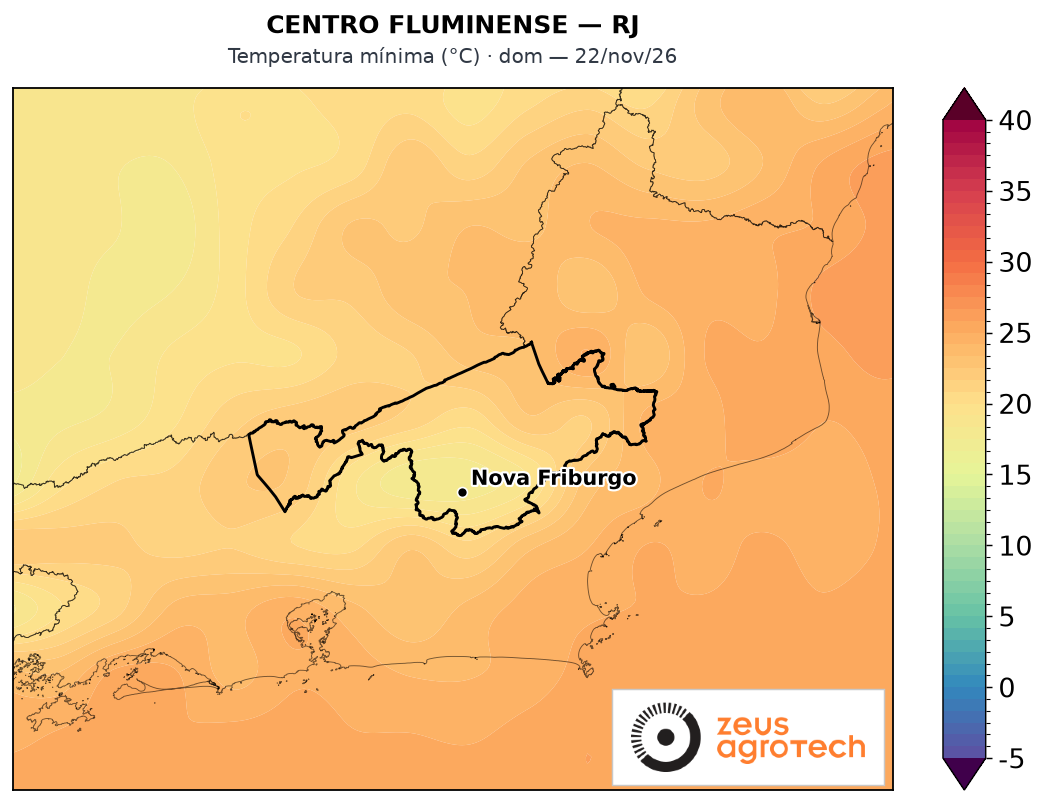 CENTRO FLUMINENSE — RJ
Temperatura mínima (°C) · dom — 22/nov/26
Nova Friburgo
40
35
30
25
20
15
10
5
0
-5
zeus
agrotech